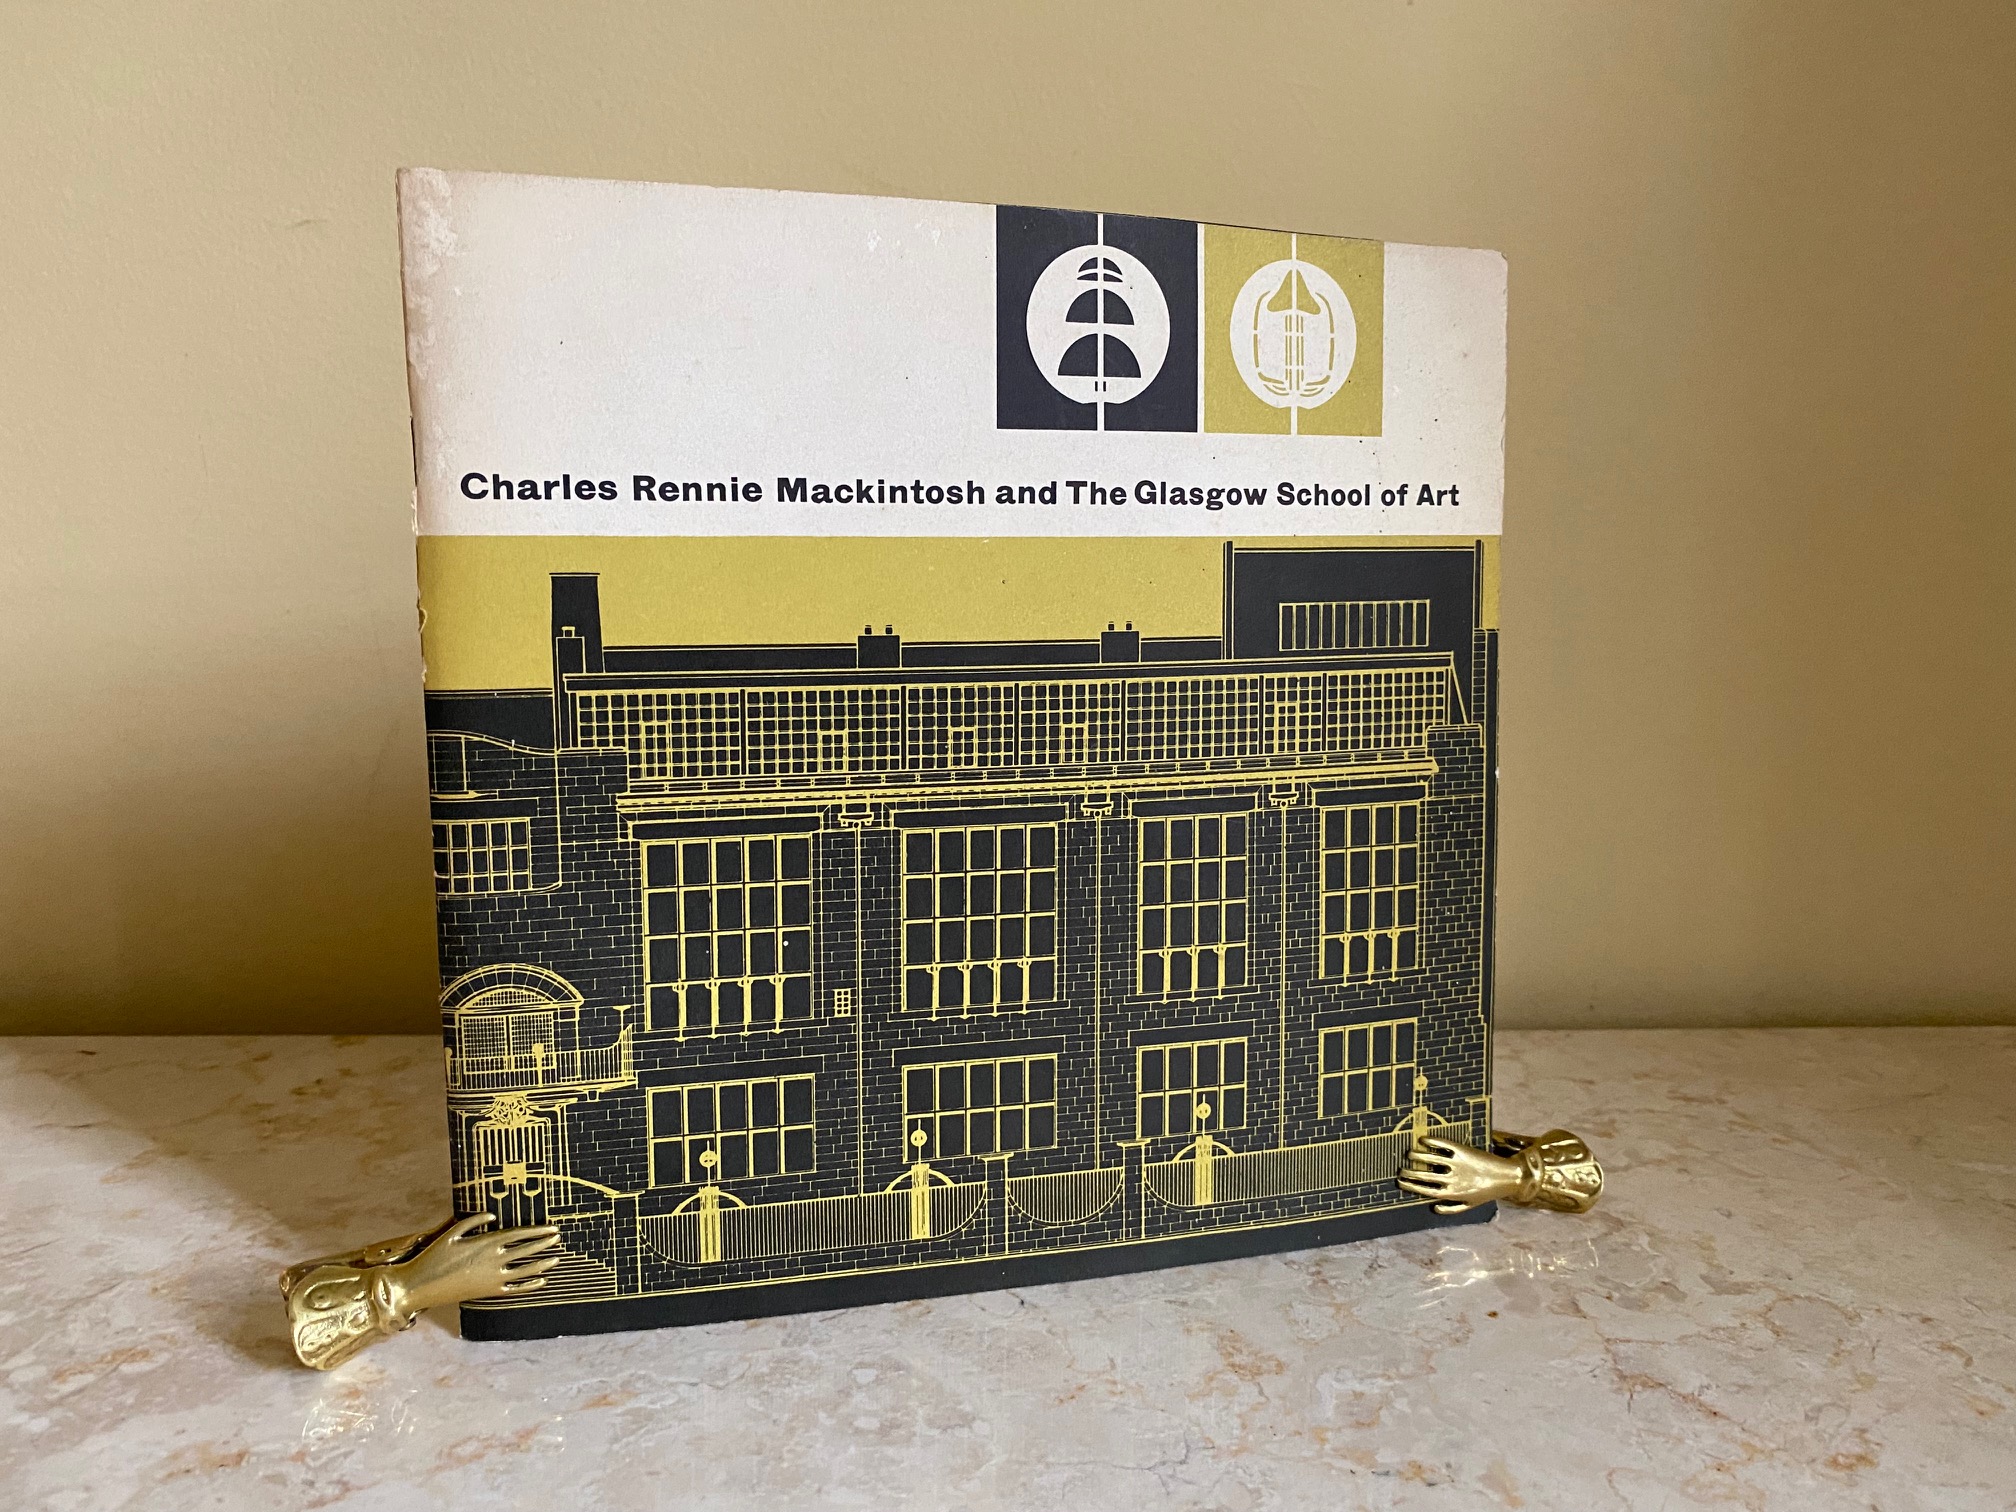 Charles Rennie Mackintosh and The Glasgow School of Art